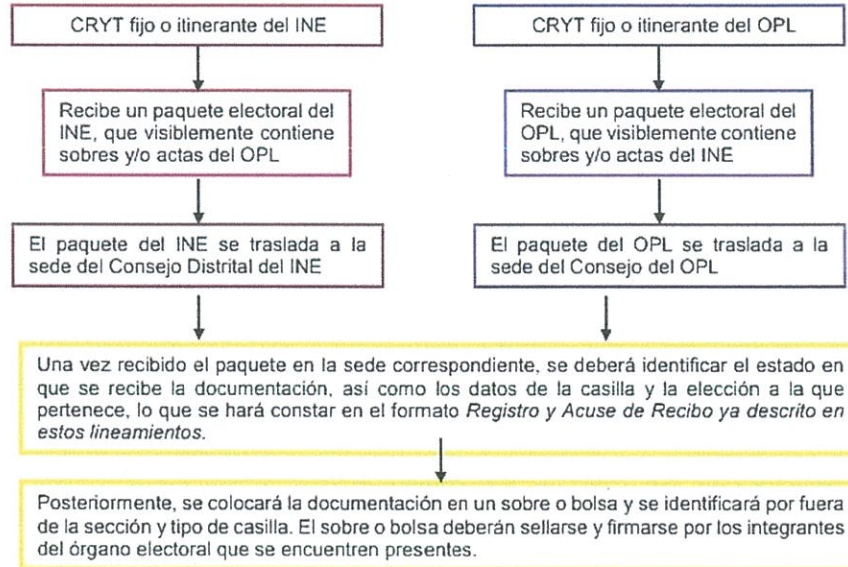 CRYT fijo o itinerante del INE
CRYT fijo o itinerante del OPL
Recibe un paquete electoral del
INE, que visiblemente contiene
sobres y/o actas del OPL
Recibe un paquete electoral del
OPL, que visiblemente contiene
sobres y/o actas del INE
El paquete del INE se traslada a la
sede del Consejo Distrital del INE
El paquete del OPL se traslada a la
sede del Consejo del OPL
Una vez recibido el paquete en la sede correspondiente, se deberá identificar el estado en
que se recibe la documentación, así como los datos de la casilla y la elección a la que
pertenece, lo que se hará constar en el formato Registro y Acuse de Recibo ya descrito en
estos lineamientos.
Posteriormente, se colocará la documentación en un sobre o bolsa y se identificará por fuera
de la sección y tipo de casilla. El sobre o bolsa deberán sellarse y firmarse por los integrantes
del órgano electoral que se encuentren presentes.